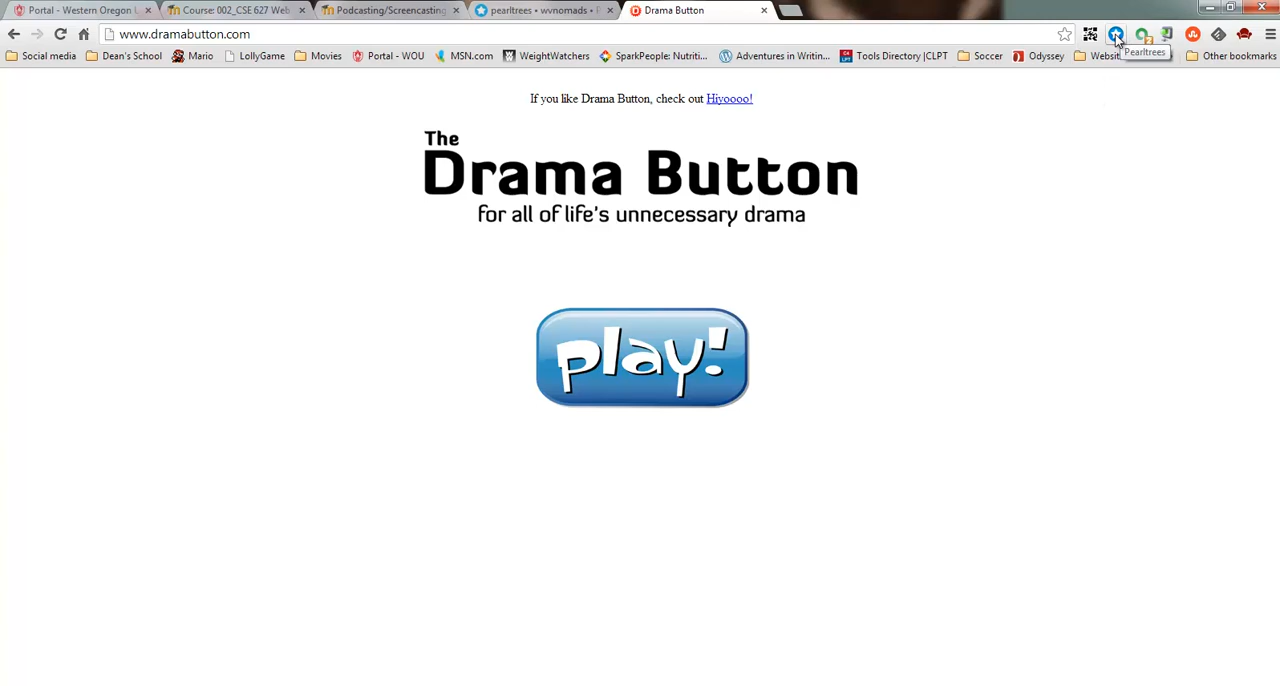 Portal - Western Oregon U
Course: 002_CSE 627 Web
Podcasting/Screencasting
pearltrees • wvnomads •
Drama Button
www.dramabutton.com
Pearltrees
Social media
Dean's School
Mario
LollyGame
Movies
Portal - WOU
MSN.com
WeightWatchers
SparkPeople: Nutriti...
Adventures in Writin...
Tools Directory |CLPT
Soccer
Odyssey
Websit
Other bookmarks
If you like Drama Button, check out Hiyoooo!
The
Drama Button
for all of life's unnecessary drama
play!